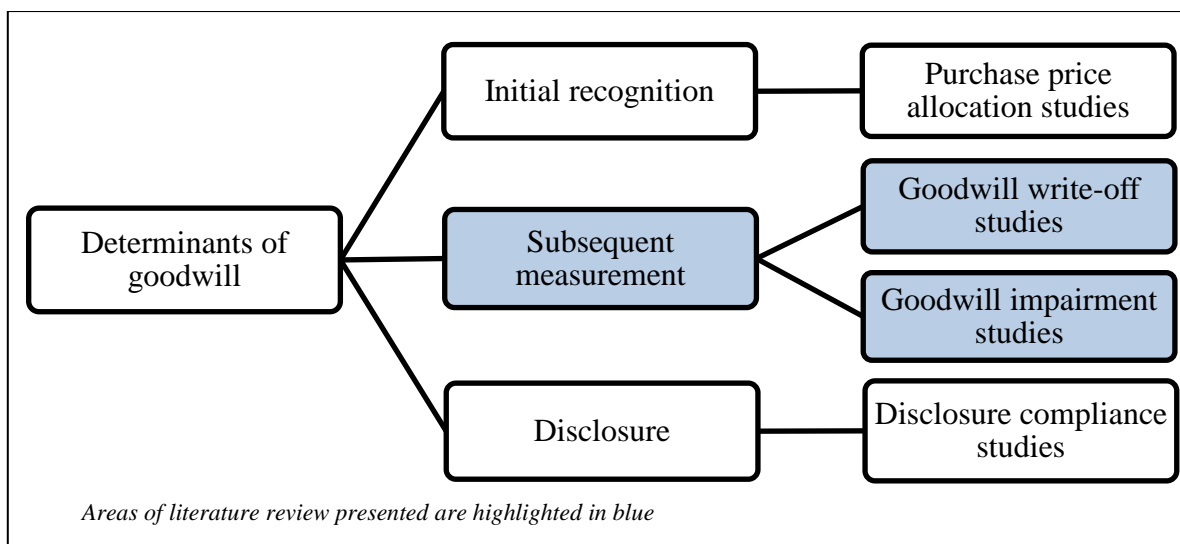 Determinants of
goodwill
Initial recognition
Purchase price
allocation studies
Subsequent
measurement
Goodwill write-off
studies
Goodwill impairment
studies
Disclosure
Disclosure compliance
studies
Areas of literature review presented are highlighted in blue